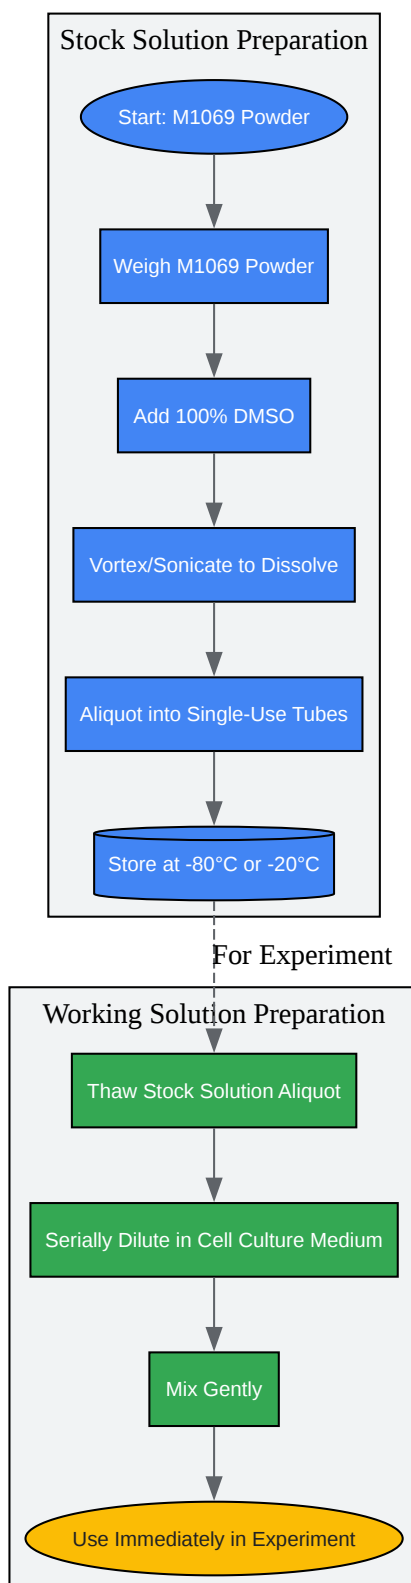 Stock Solution Preparation
Start: M1069 Powder
Weigh M1069 Powder
Add 100% DMSO
Vortex/Sonicate to Dissolve
Aliquot into Single-Use Tubes
Store at -80°C or -20°C
For Experiment
Working Solution Preparation
Thaw Stock Solution Aliquot
Serially Dilute in Cell Culture Medium
Mix Gently
Use Immediately in Experiment